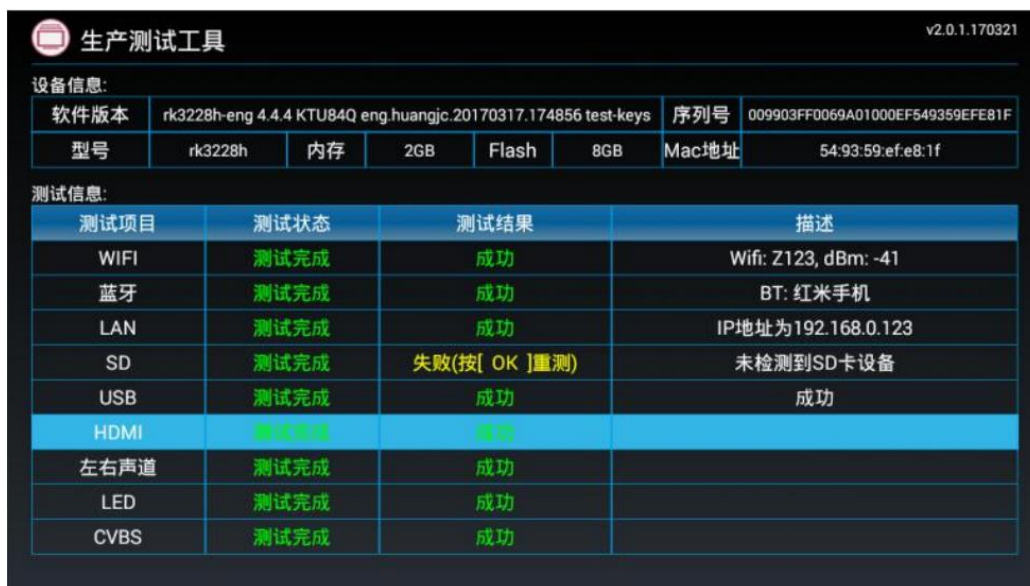 生产测试工具
v2.0.1.170321
设备信息:
软件版本 rk3228h-eng 4.4.4 KTU84Q eng.huangjc.20170317.174856 test-keys 序列号 009903FF0069A01000EF549359EFE81F
型号 rk3228h 内存 2GB Flash 8GB Mac地址 54:93:59:ef:e8:1f
测试信息:
测试项目 测试状态 测试结果 描述
WIFI 测试完成 成功 Wifi: Z123, dBm: -41
蓝牙 测试完成 成功 BT: 红米手机
LAN 测试完成 成功 IP地址为192.168.0.123
SD 测试完成 失败(按[ OK ]重测) 未检测到SD卡设备
USB 测试完成 成功 成功
HDMI 测试完成 成功
左右声道 测试完成 成功
LED 测试完成 成功
CVBS 测试完成 成功